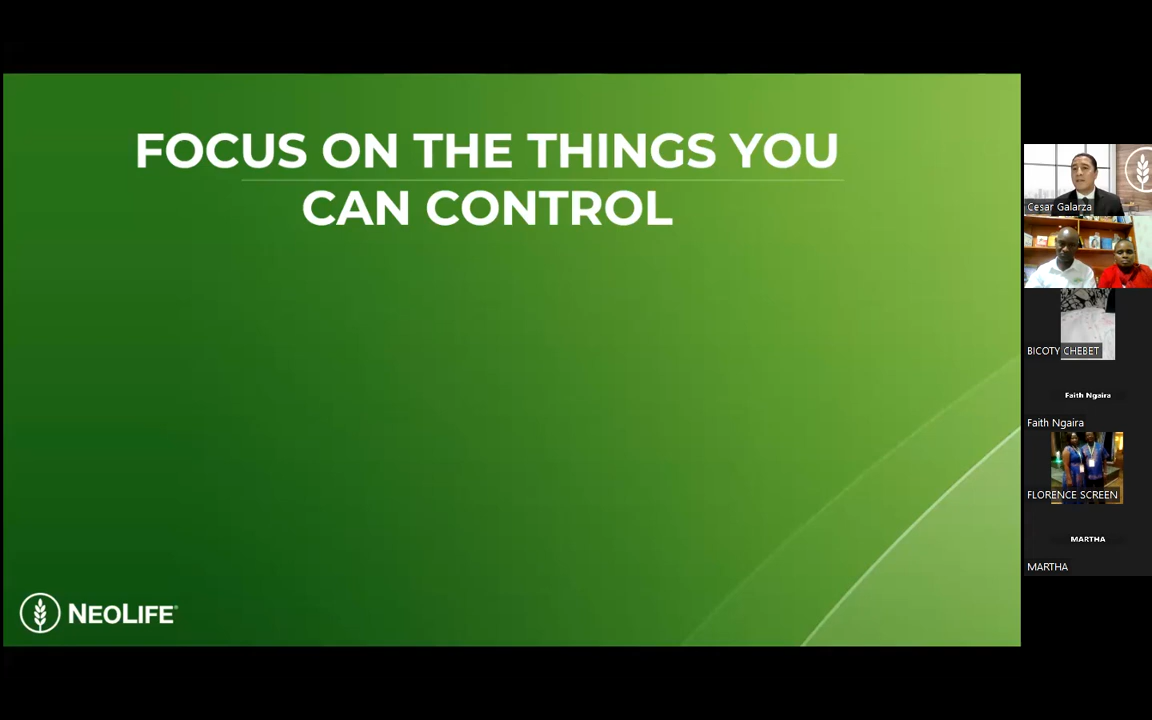 FOCUS ON THE THINGS YOU
CAN CONTROL
NEOLIFE
Cesar Galarza
BICOTY CHEBET
Faith Ngaira
Faith Ngaira
FLORENCE SCREEN
MARTHA
MARTHA